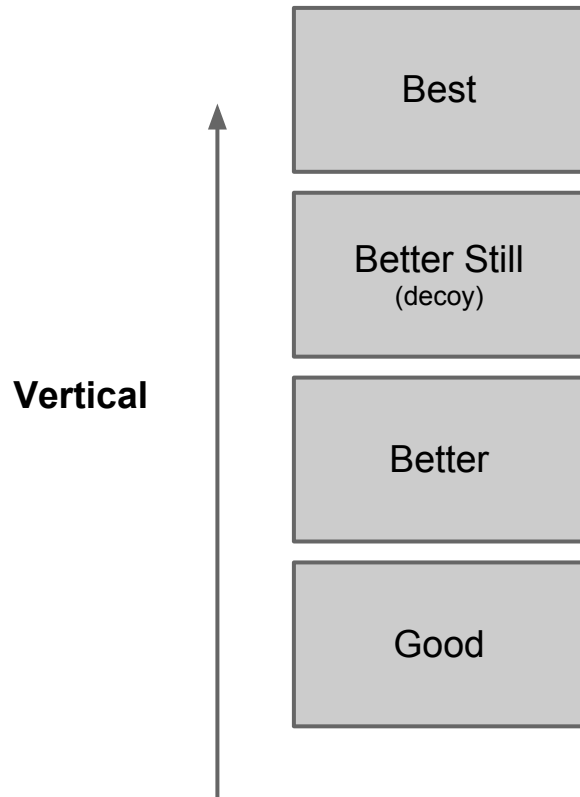 Best
Better Still
(decoy)
Vertical
Better
Good